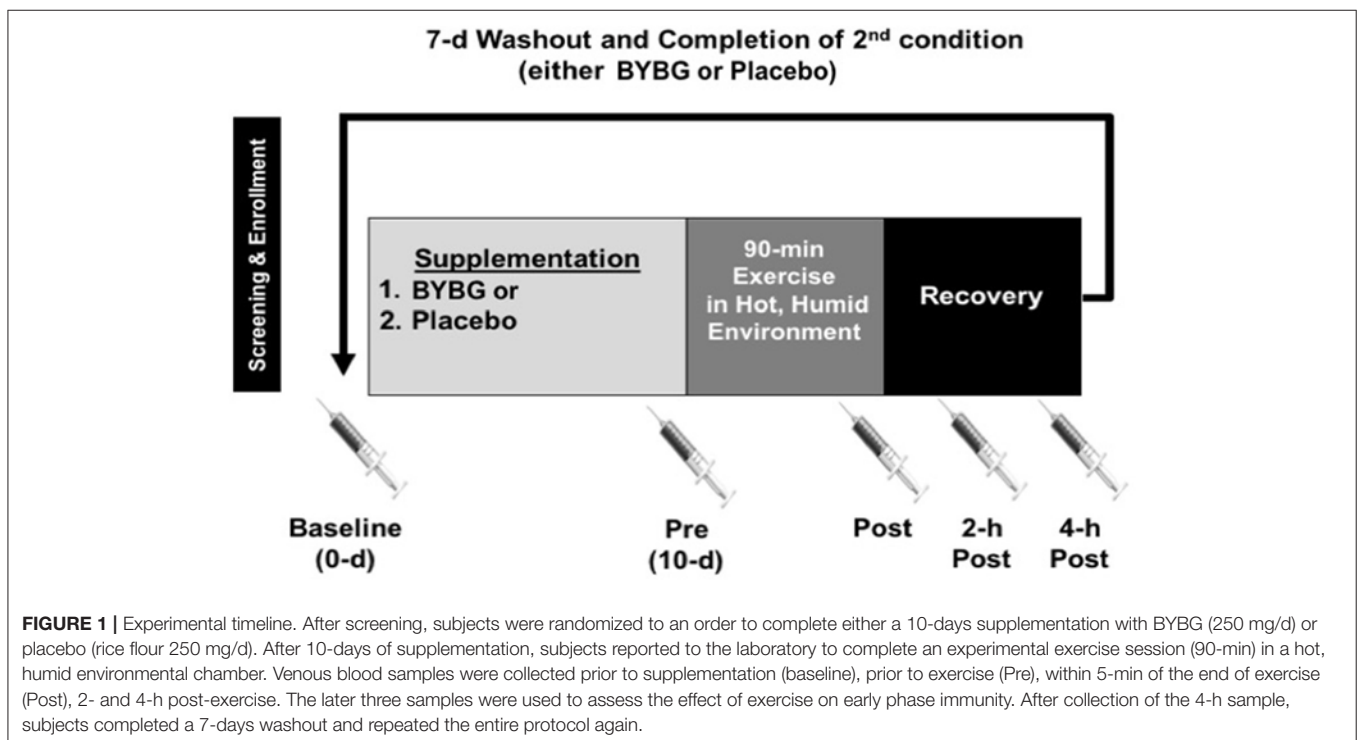 7-d Washout and Completion of 2nd condition
(either BYBG or Placebo)
Screening & Enrollment
Supplementation
1. BYBG or
2. Placebo
90-min
Exercise
in Hot, Humid
Environment
Recovery
Baseline
(0-d)
Pre
(10-d)
Post
2-h
Post
4-h
Post
FIGURE 1 | Experimental timeline. After screening, subjects were randomized to an order to complete either a 10-days supplementation with BYBG (250 mg/d) or
placebo (rice flour 250 mg/d). After 10-days of supplementation, subjects reported to the laboratory to complete an experimental exercise session (90-min) in a hot,
humid environmental chamber. Venous blood samples were collected prior to supplementation (baseline), prior to exercise (Pre), within 5-min of the end of exercise
(Post), 2- and 4-h post-exercise. The later three samples were used to assess the effect of exercise on early phase immunity. After collection of the 4-h sample,
subjects completed a 7-days washout and repeated the entire protocol again.